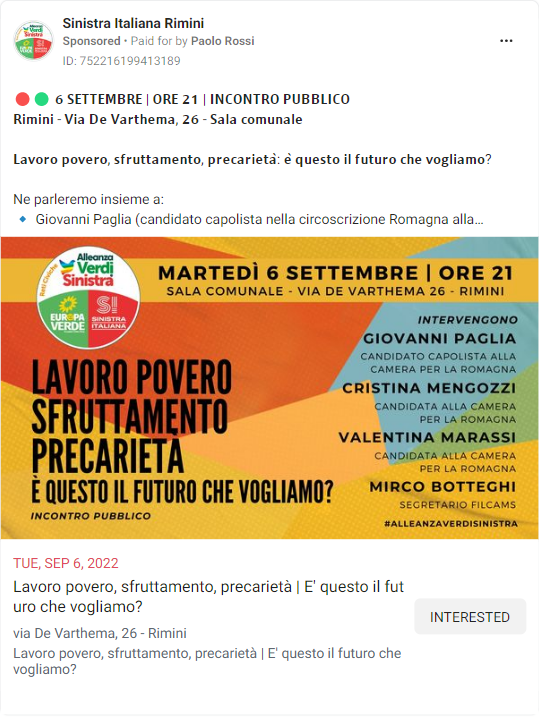 Sinistra Italiana Rimini
Sponsored • Paid for by Paolo Rossi
ID: 752216199413189
🔴 🟢 6 SETTEMBRE | ORE 21 | INCONTRO PUBBLICO
Rimini - Via De Varthema, 26 - Sala comunale
Lavoro povero, sfruttamento, precarietà: è questo il futuro che vogliamo?
Ne parleremo insieme a:
🔹 Giovanni Paglia (candidato capolista nella circoscrizione Romagna alla...
Alleanza
Verdi
Sinistra
Reti Civiche
EUROPA
VERDE
SI
SINISTRA
ITALIANA
MARTEDÌ 6 SETTEMBRE | ORE 21
SALA COMUNALE - VIA DE VARTHEMA 26 - RIMINI
INTERVENGONO
GIOVANNI PAGLIA
CANDIDATO CAPOLISTA ALLA
CAMERA PER LA ROMAGNA
CRISTINA MENGOZZI
CANDIDATA ALLA CAMERA
PER LA ROMAGNA
VALENTINA MARASSI
CANDIDATA ALLA CAMERA
PER LA ROMAGNA
MIRCO BOTTEGHI
SEGRETARIO FILCAMS
#ALLEANZAVERDISINISTRA
LAVORO POVERO
SFRUTTAMENTO
PRECARIETÀ
È QUESTO IL FUTURO CHE VOGLIAMO?
INCONTRO PUBBLICO
TUE, SEP 6, 2022
Lavoro povero, sfruttamento, precarietà | E' questo il fut
uro che vogliamo?
via De Varthema, 26 - Rimini
Lavoro povero, sfruttamento, precarietà | E' questo il futuro che
vogliamo?
INTERESTED